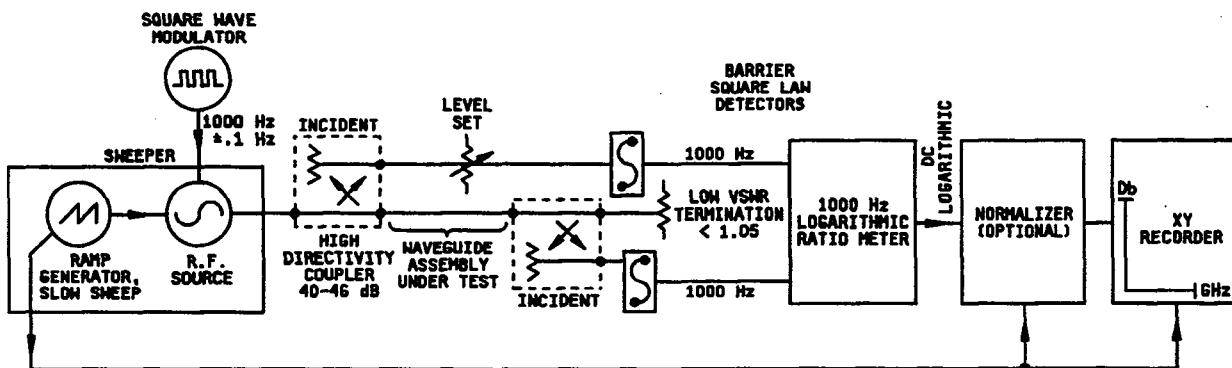 SQUARE WAVE
MODULATOR
1000 Hz
±.1 Hz
SWEEPER
RAMP
GENERATOR,
SLOW SWEEP
R.F.
SOURCE
INCIDENT
HIGH
DIRECTIVITY
COUPLER
40-46 dB
LEVEL
SET
WAVEGUIDE
ASSEMBLY
UNDER TEST
INCIDENT
BARRIER
SQUARE LAW
DETECTORS
1000 Hz
LOW VSWR
TERMINATION
< 1.05
1000 Hz
1000 Hz
LOGARITHMIC
RATIO METER
DC
LOGARITHMIC
NORMALIZER
(OPTIONAL)
Db
XY
RECORDER
GHz